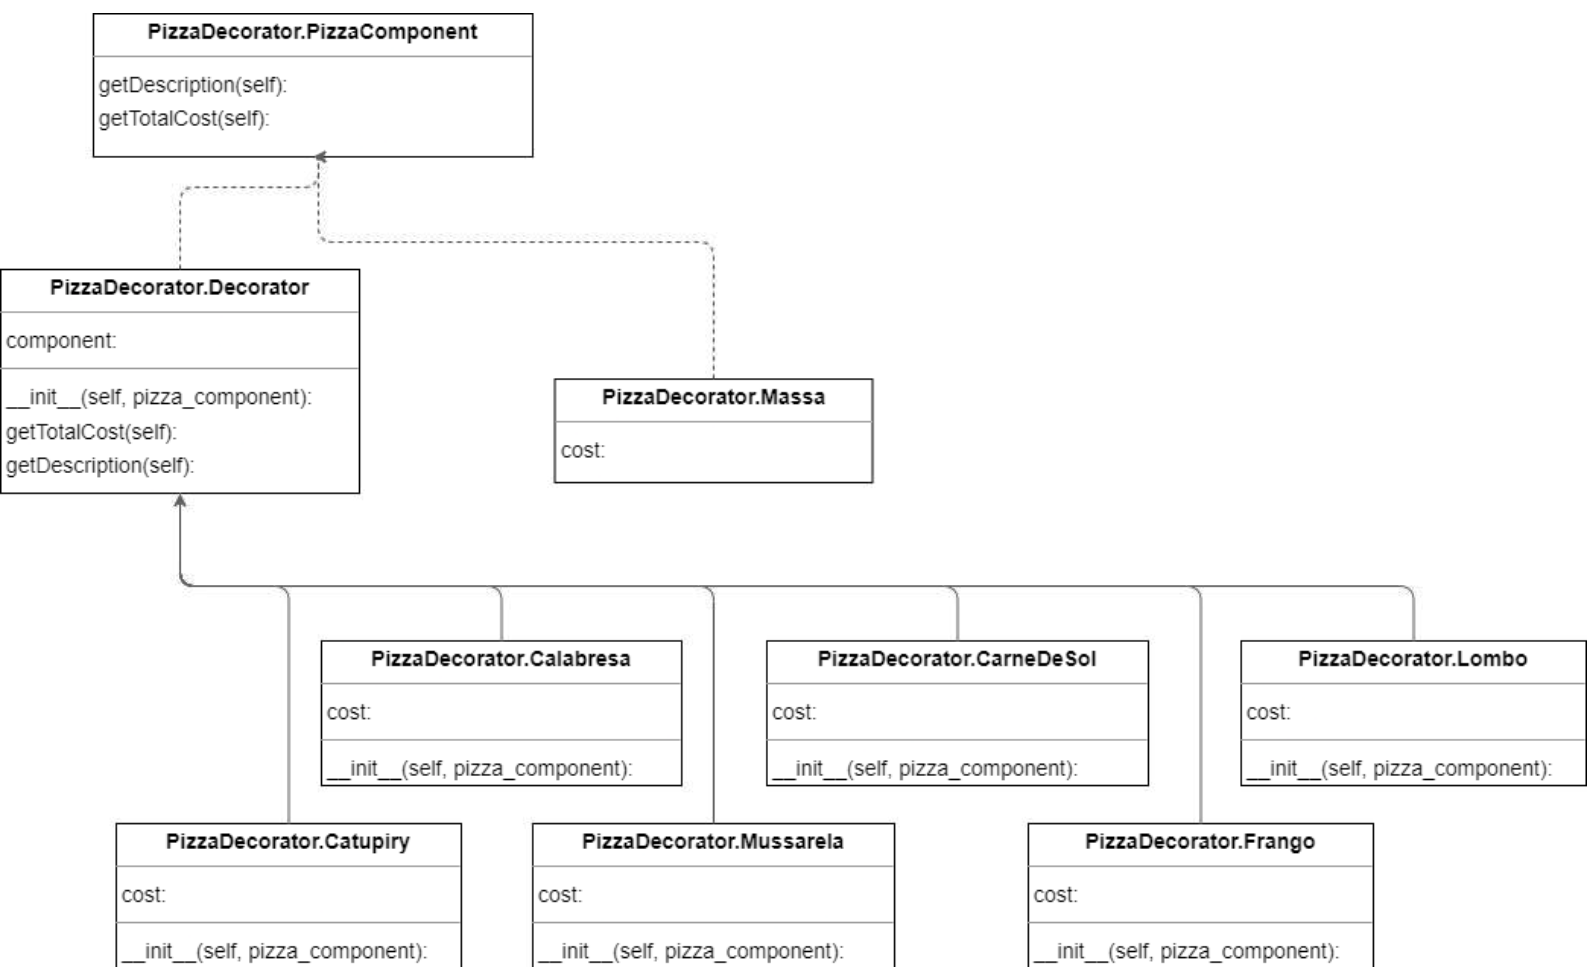 PizzaDecorator.PizzaComponent
getDescription(self):
getTotalCost(self):
PizzaDecorator.Decorator
component:
__init__(self, pizza_component):
getTotalCost(self):
getDescription(self):
PizzaDecorator.Massa
cost:
PizzaDecorator.Calabresa
cost:
__init__(self, pizza_component):
PizzaDecorator.CarneDeSol
cost:
__init__(self, pizza_component):
PizzaDecorator.Lombo
cost:
__init__(self, pizza_component):
PizzaDecorator.Catupiry
cost:
__init__(self, pizza_component):
PizzaDecorator.Mussarela
cost:
__init__(self, pizza_component):
PizzaDecorator.Frango
cost:
__init__(self, pizza_component):